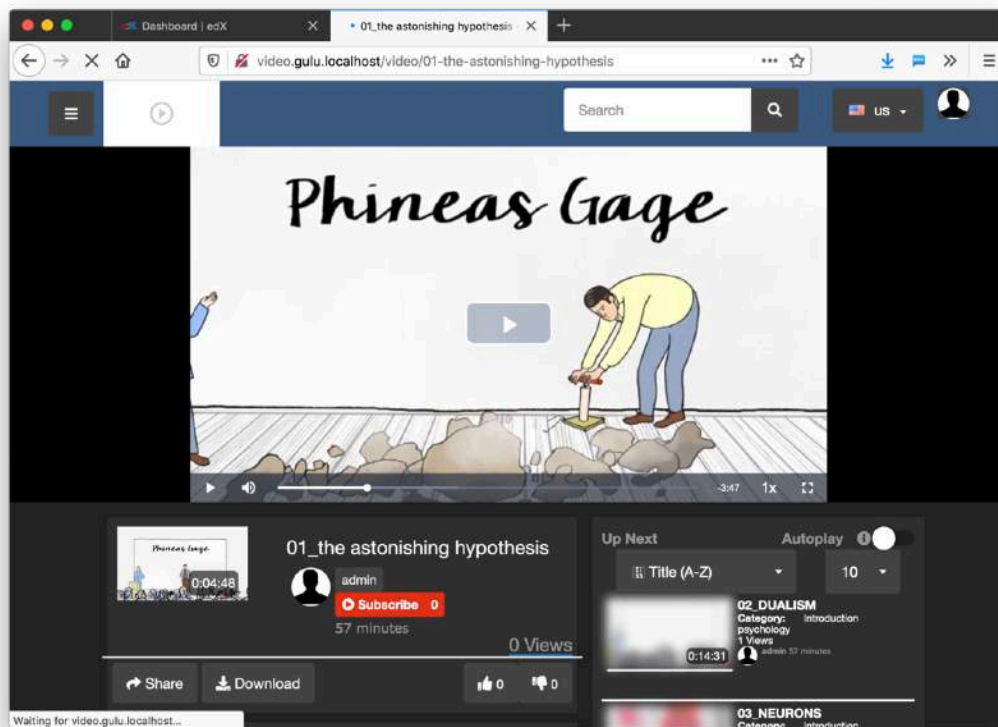 Dashboard | edX
01_the astonishing hypothesis
video.gulu.localhost/video/01-the-astonishing-hypothesis
Search
US
Phineas Gage
-3:47
1x
Phineas Gage
0:04:48
01_the astonishing hypothesis
admin
Subscribe 0
57 minutes
0 Views
Share
Download
0
0
Up Next
Autoplay
Title (A-Z)
10
02_DUALISM
Category: Introduction
psychology
1 Views
admin 57 minutes
0:14:31
03_NEURONS
Category: Introduction
Waiting for video.gulu.localhost...